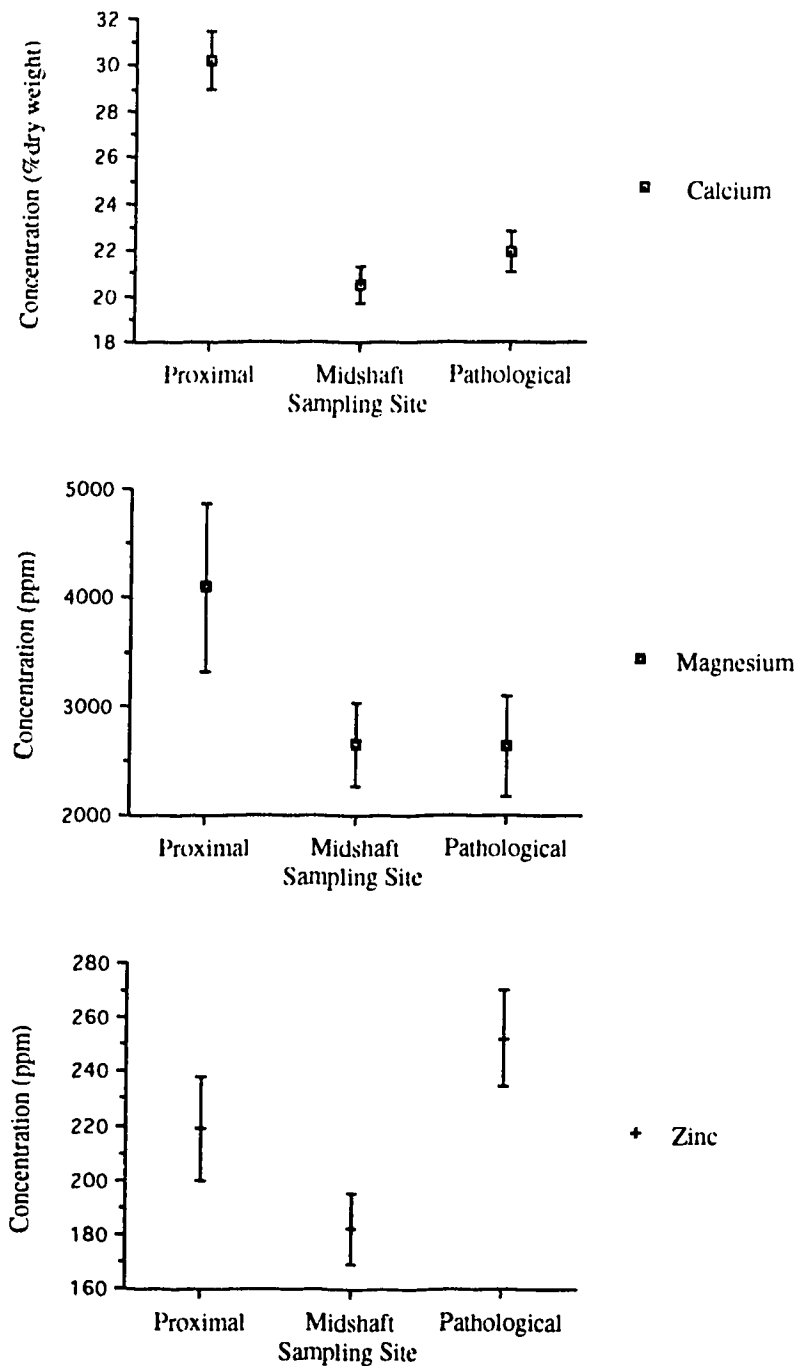 Concentration (% dry weight)
32
30
28
26
24
22
20
18
Proximal Midshaft Pathological
Sampling Site
Calcium
Concentration (ppm)
5000
4000
3000
2000
Proximal Midshaft Pathological
Sampling Site
Magnesium
Concentration (ppm)
280
260
240
220
200
180
160
Proximal Midshaft Pathological
Sampling Site
Zinc